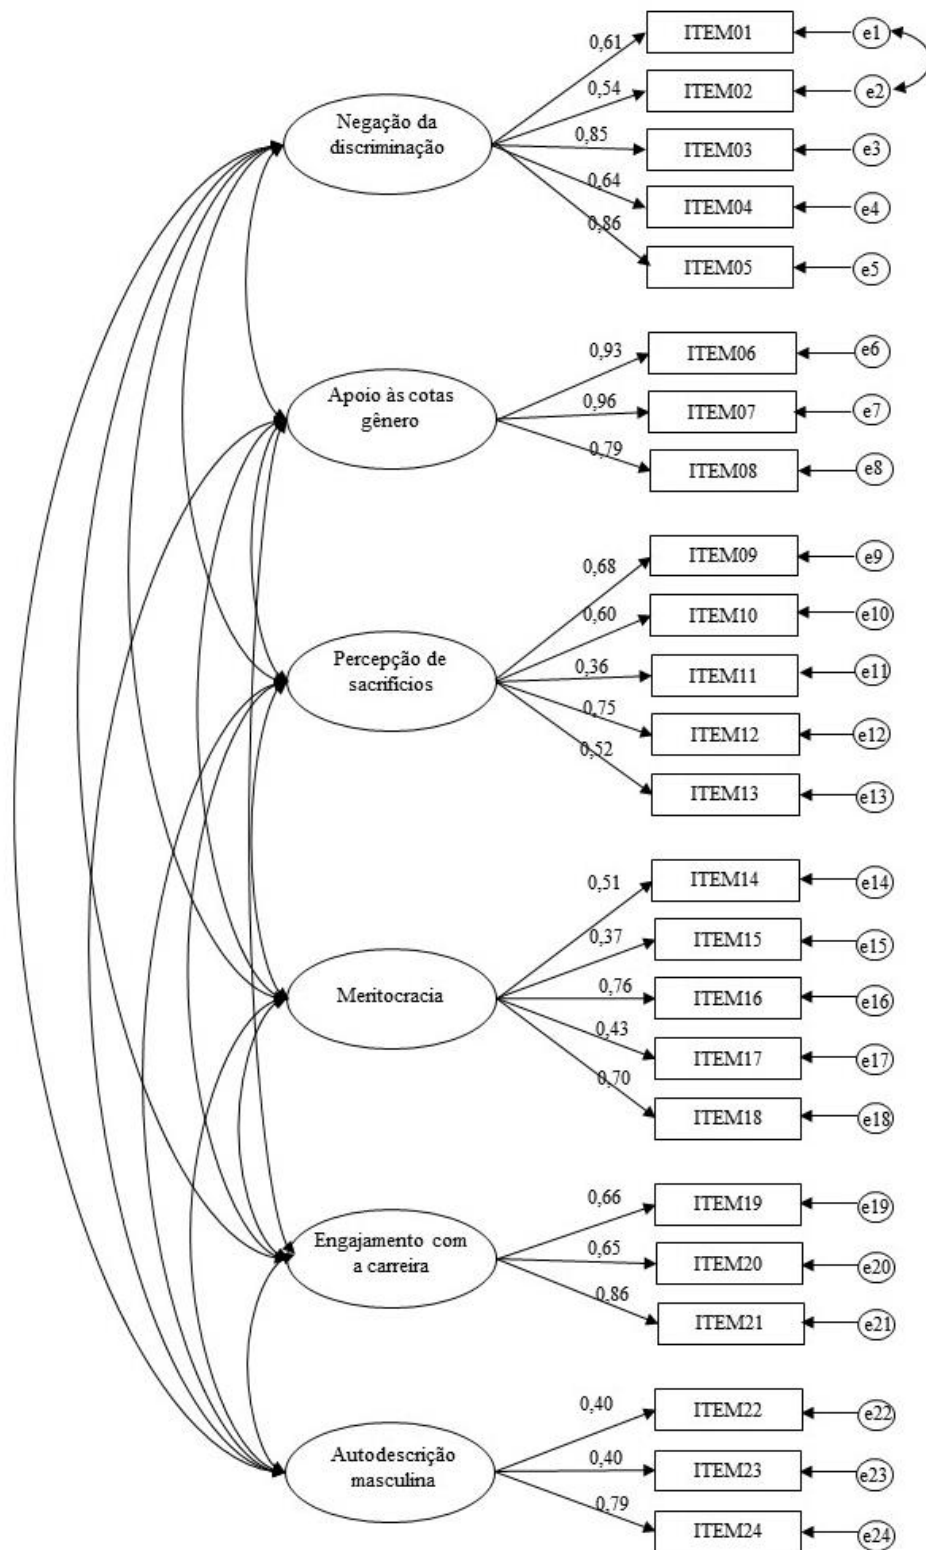 0,61
ITEM01
e1
0,54
ITEM02
e2
Negação da
discriminação
0,85
ITEM03
e3
0,64
ITEM04
e4
0,86
ITEM05
e5
0,93
ITEM06
e6
Apoio às cotas
gênero
0,96
ITEM07
e7
0,79
ITEM08
e8
0,68
ITEM09
e9
0,60
ITEM10
e10
Percepção de
sacrifícios
0,36
ITEM11
e11
0,75
ITEM12
e12
0,52
ITEM13
e13
0,51
ITEM14
e14
0,37
ITEM15
e15
Meritocracia
0,76
ITEM16
e16
0,43
ITEM17
e17
0,70
ITEM18
e18
0,66
ITEM19
e19
Engajamento com
a carreira
0,65
ITEM20
e20
0,86
ITEM21
e21
0,40
ITEM22
e22
Autodescrição
masculina
0,40
ITEM23
e23
0,79
ITEM24
e24